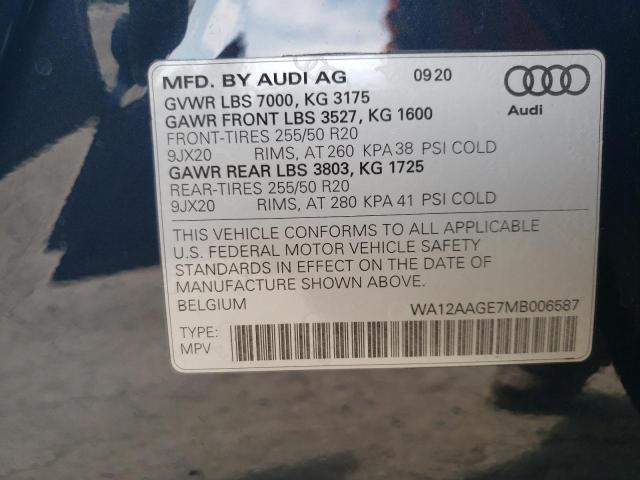 MFD. BY AUDI AG 09 20
GVWR LBS 7000, KG 3175
GAWR FRONT LBS 3527, KG 1600
FRONT-TIRES 255/50 R20
9JX20 RIMS, AT 260 KPA 38 PSI COLD
GAWR REAR LBS 3803, KG 1725
REAR-TIRES 255/50 R20
9JX20 RIMS, AT 280 KPA 41 PSI COLD
Audi
THIS VEHICLE CONFORMS TO ALL APPLICABLE
U.S. FEDERAL MOTOR VEHICLE SAFETY
STANDARDS IN EFFECT ON THE DATE OF
MANUFACTURE SHOWN ABOVE.
BELGIUM WA12AAGE7MB006587
TYPE:
MPV